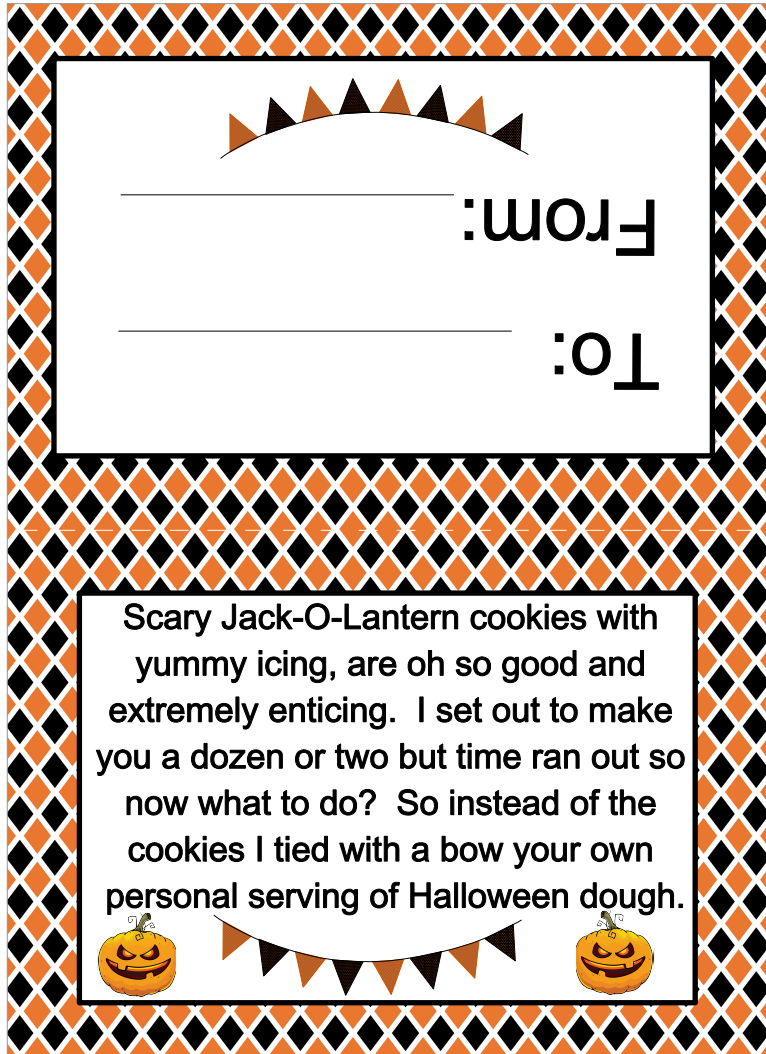 From:
To:
Scary Jack-O-Lantern cookies with
yummy icing, are oh so good and
extremely enticing.  I set out to make
you a dozen or two but time ran out so
now what to do?  So instead of the
cookies I tied with a bow your own
personal serving of Halloween dough.